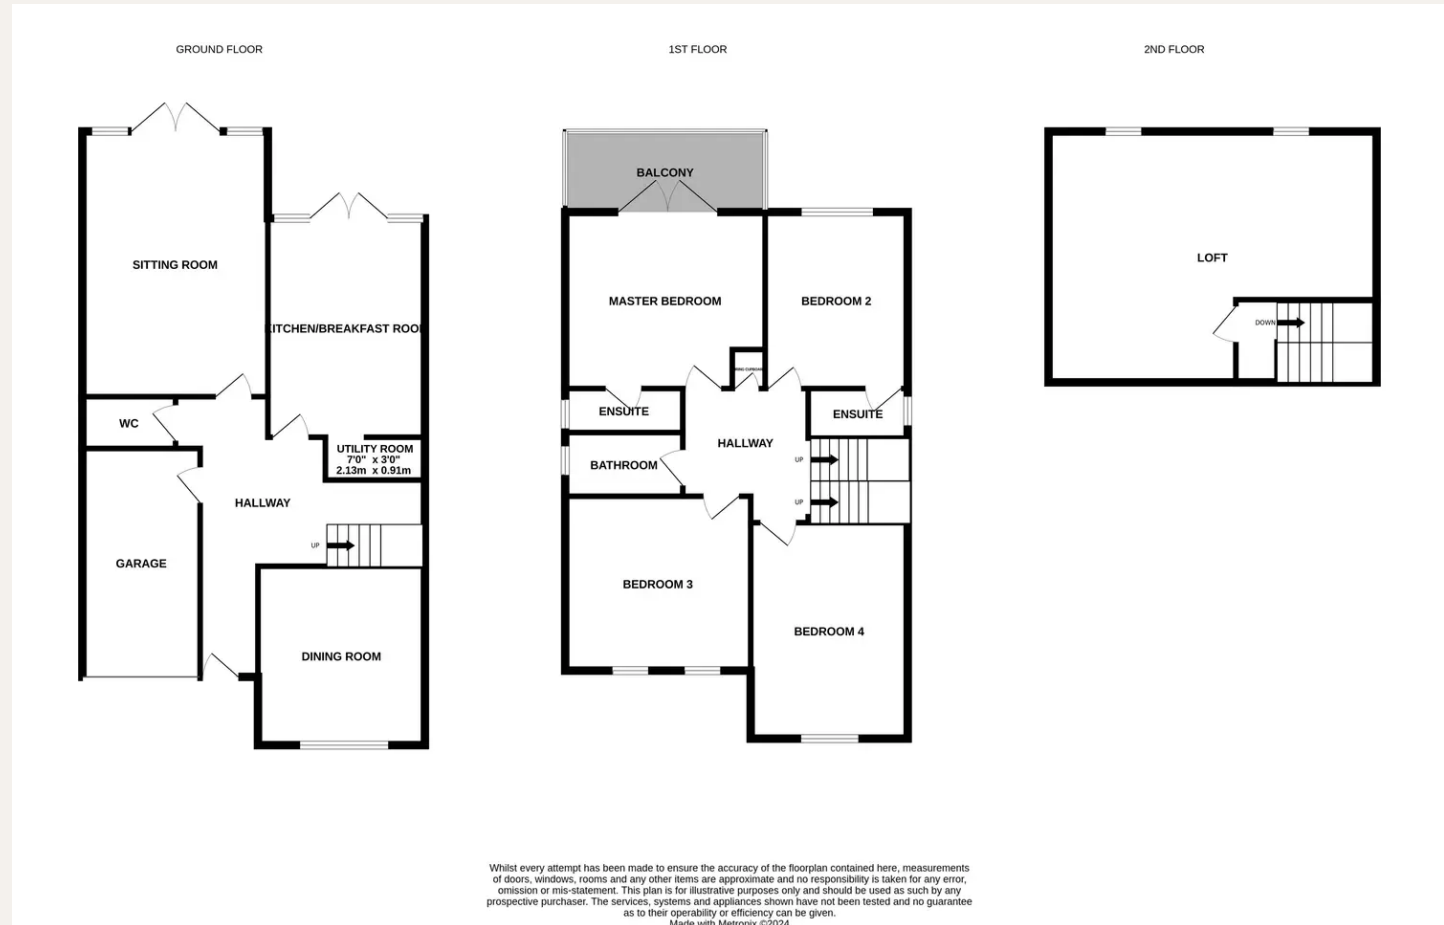 GROUND FLOOR
SITTING ROOM
KITCHEN/BREAKFAST ROOM
WC
UTILITY ROOM
7'0" x 3'0"
2.13m x 0.91m
HALLWAY
UP
GARAGE
DINING ROOM
1ST FLOOR
BALCONY
MASTER BEDROOM
BEDROOM 2
ENSUITE
ENSUITE
HALLWAY
BATHROOM
UP
UP
BEDROOM 3
BEDROOM 4
2ND FLOOR
LOFT
DOWN
Whilst every attempt has been made to ensure the accuracy of the floorplan contained here, measurements
of doors, windows, rooms and any other items are approximate and no responsibility is taken for any error,
omission or mis-statement. This plan is for illustrative purposes only and should be used as such by any
prospective purchaser. The services, systems and appliances shown have not been tested and no guarantee
as to their operability or efficiency can be given.
Made with Metropix ©2024